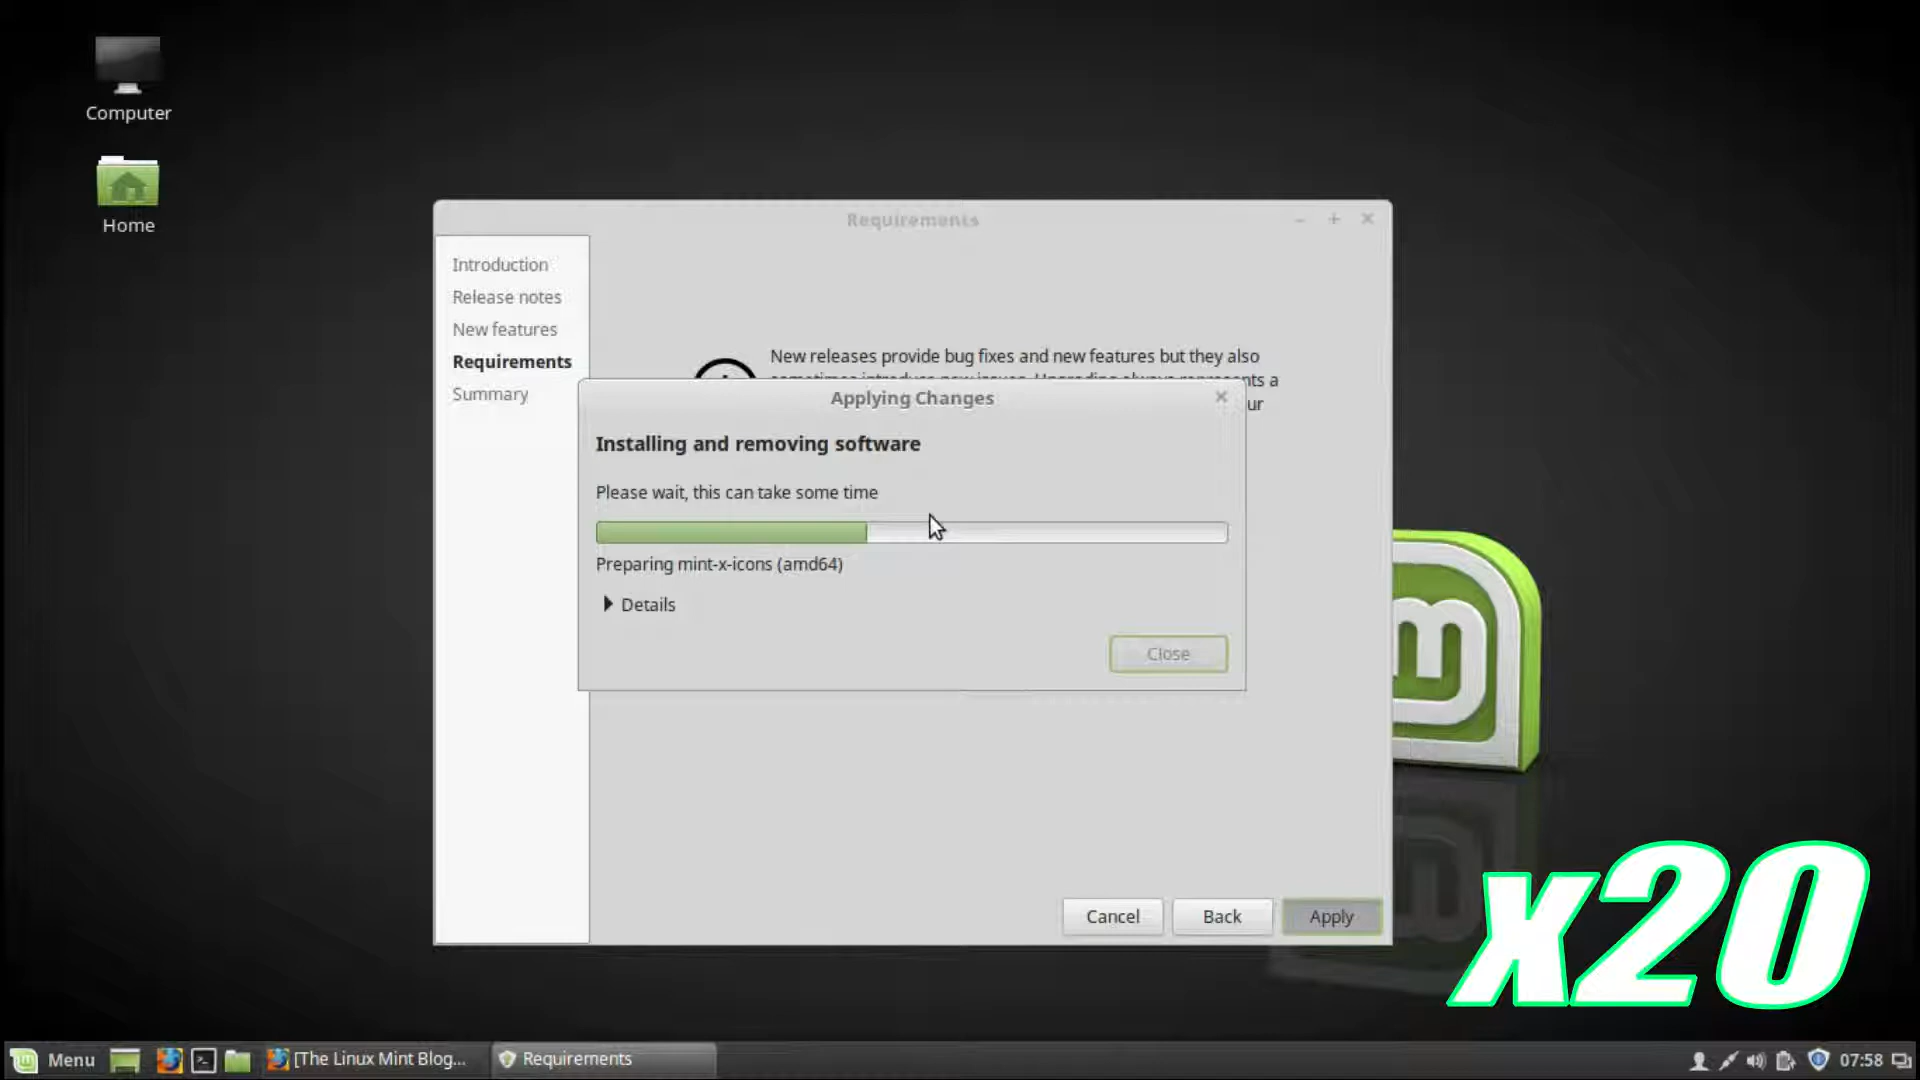 Computer
Home
Requirements
Introduction
Release notes
New features
Requirements
Summary
New releases provide bug fixes and new features but they also
nts a
ur
Applying Changes
Installing and removing software
Please wait, this can take some time
Preparing mint-x-icons (amd64)
Details
Close
Cancel
Back
Apply
x20
Menu
[The Linux Mint Blog...
Requirements
07:58